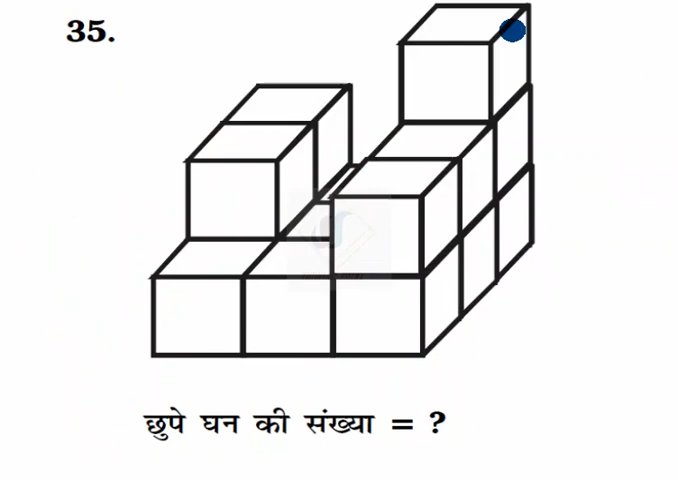 35.
छुपे घन की संख्या = ?